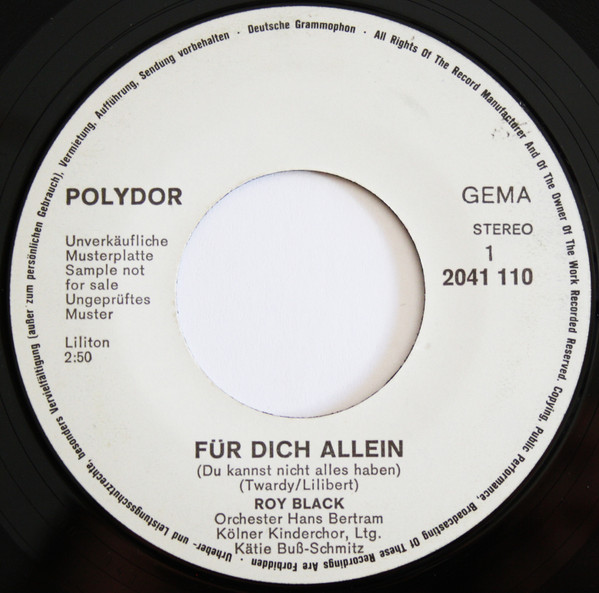 Urheber- und Leistungsschutzrechte, besonders Vervielfältigung (außer zum persönlichen Gebrauch), Vermietung, Aufführung, Sendung vorbehalten · Deutsche Grammophon · All Rights Of The Record Manufacturer And Of The Owner Of The Work Recorded Reserved. Copying, Public Performance, Broadcasting Of These Recordings Are Forbidden ·
POLYDOR
GEMA
Unverkäufliche
Musterplatte
Sample not
for sale
Ungeprüftes
Muster
STEREO
1
2041 110
Liliton
2:50
FÜR DICH ALLEIN
(Du kannst nicht alles haben)
(Twardy/Lilibert)
ROY BLACK
Orchester Hans Bertram
Kölner Kinderchor, Ltg.
Kätie Buß-Schmitz